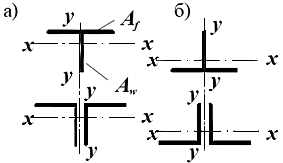 а) y A_f б) y
x x x x
y A_w y
y y y
x x x x
y y